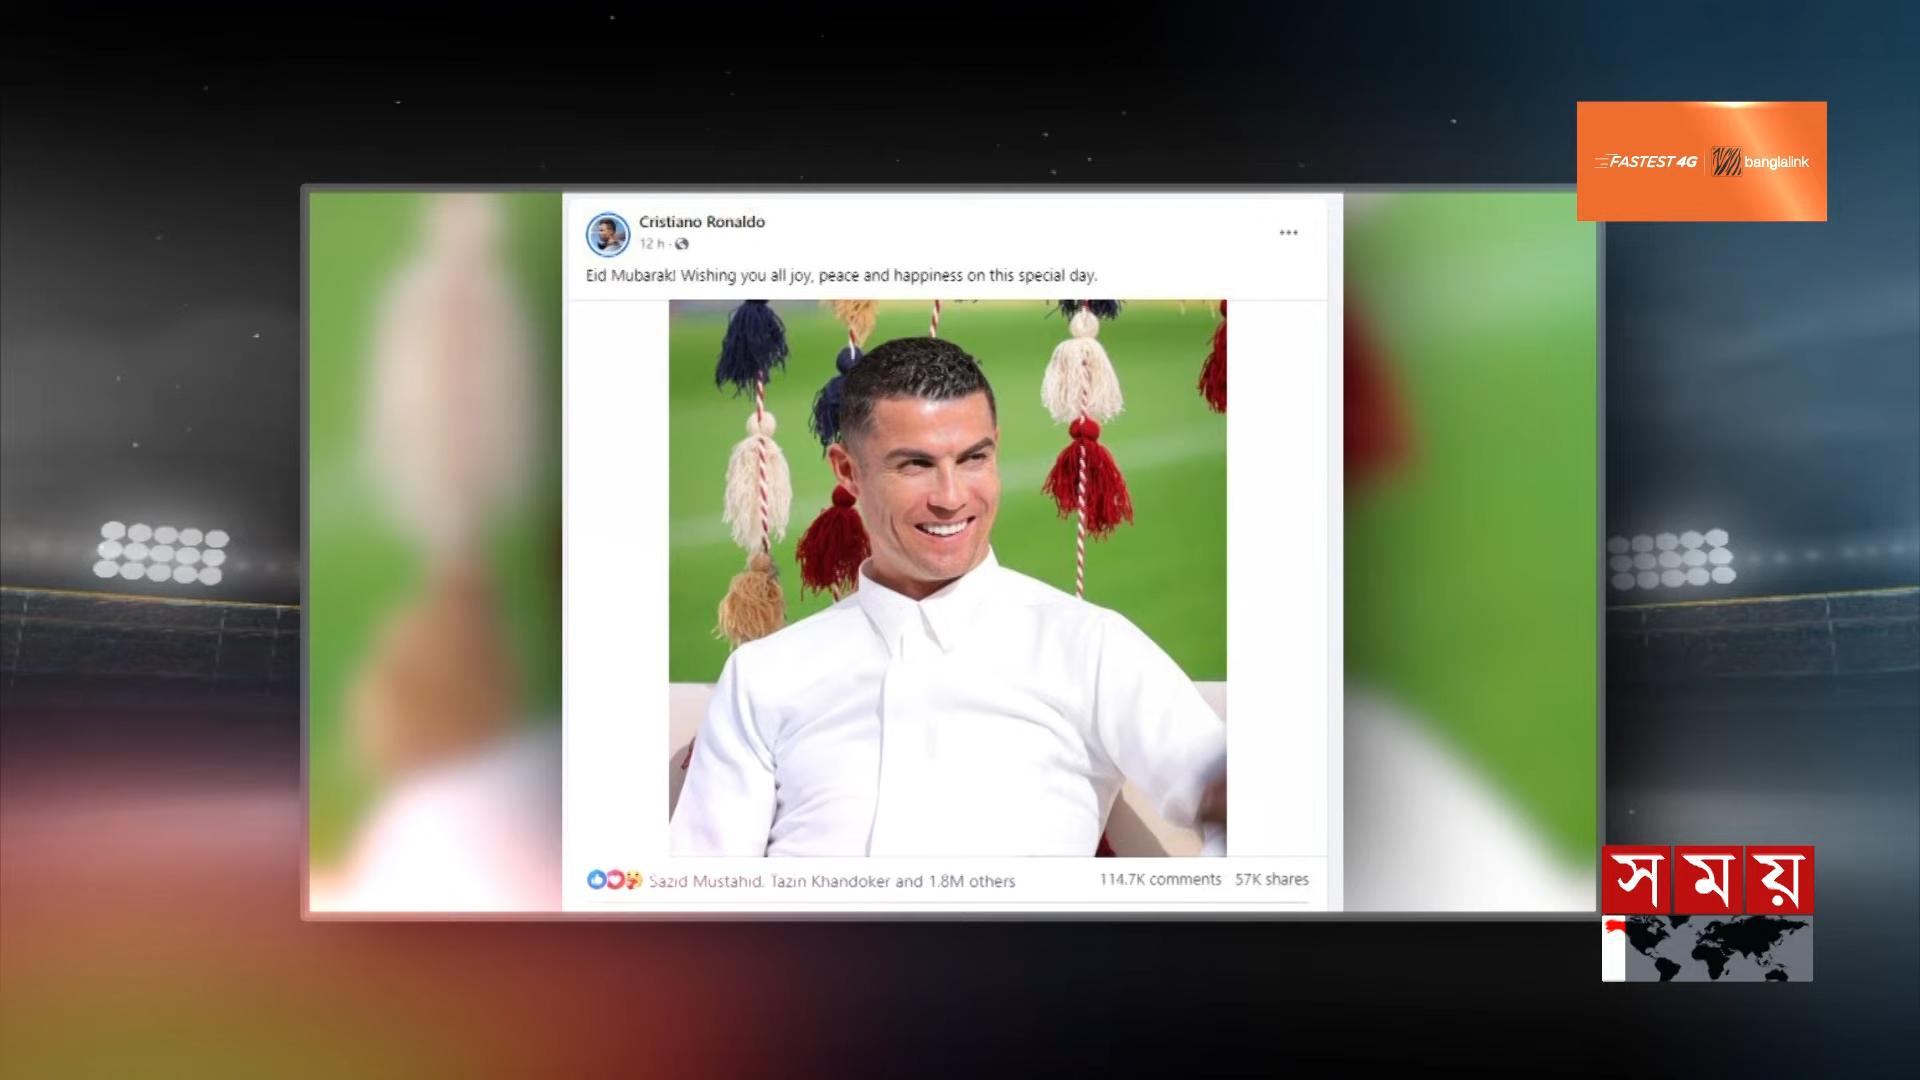 FASTEST 4G banglalink
Cristiano Ronaldo
12 h
Eid Mubarak! Wishing you all joy, peace and happiness on this special day.
Sazid Mustahid, Tazin Khandoker and 1.8M others
114.7K comments 57K shares
সময়